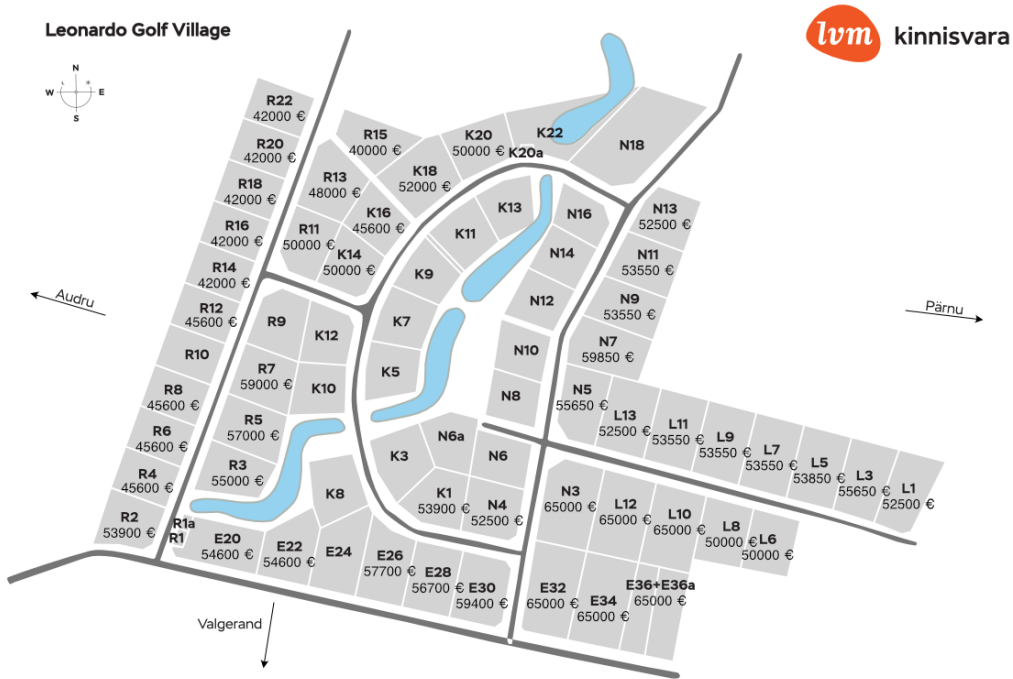 Leonardo Golf Village
lvm kinnisvara
N
W E
S
R22
42000 €
R20
42000 €
R18
42000 €
R16
42000 €
R14
42000 €
R12
45600 €
R10
R8
45600 €
R6
45600 €
R4
45600 €
R2
53900 €
R1a
R1
R15
40000 €
R13
48000 €
R11
50000 €
K14
50000 €
K16
45600 €
K18
52000 €
K20
50000 €
K20a
K22
N18
K13
K11
K9
K7
K5
N16
N14
N12
N10
N8
N13
52500 €
N11
53550 €
N9
53550 €
N7
59850 €
N5
55650 €
L13
52500 €
L11
53550 €
L9
53550 €
L7
53550 €
L5
53850 €
L3
55650 €
L1
52500 €
Audru
Pärnu
R9
K12
R7
59000 €
K10
R5
57000 €
R3
55000 €
K8
K3
N6a
N6
K1
53900 €
N4
52500 €
N3
65000 €
L12
65000 €
L10
65000 €
L8
50000 €
L6
50000 €
E20
54600 €
E22
54600 €
E24
E26
57700 €
E28
56700 €
E30
59400 €
E32
65000 €
E34
65000 €
E36+E36a
65000 €
Valgerand